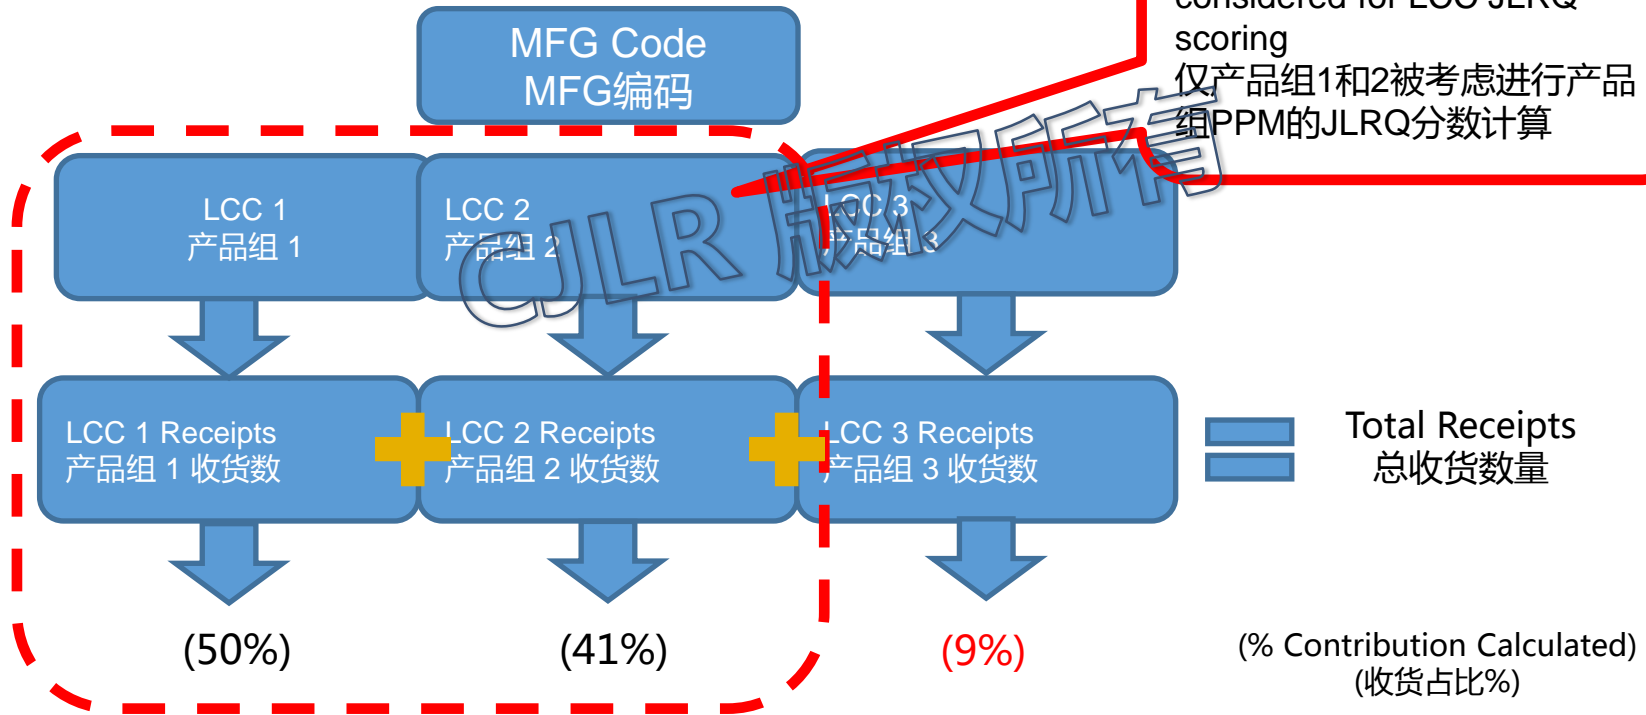 considered for LCC JLRQ
scoring
仅产品组1和2被考虑进行产品
组PPM的JLRQ分数计算
MFG Code
MFG编码
LCC 1
产品组 1
LCC 2
产品组 2
LCC 3
产品组 3
CJLR 版权所有
LCC 1 Receipts
产品组 1 收货数
LCC 2 Receipts
产品组 2 收货数
LCC 3 Receipts
产品组 3 收货数
Total Receipts
总收货数量
(50%)
(41%)
(9%)
(% Contribution Calculated)
(收货占比%)